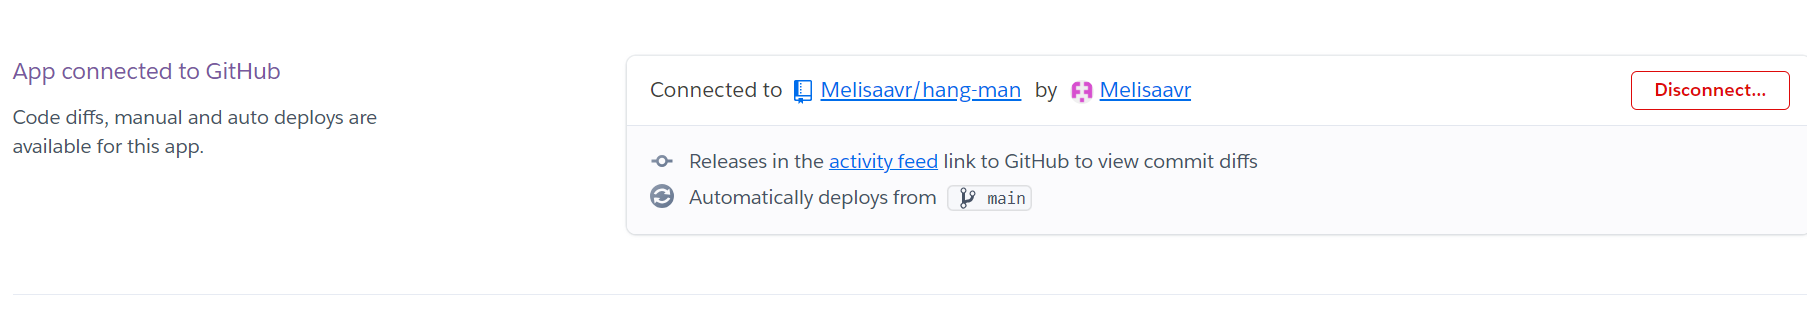 App connected to GitHub
Code diffs, manual and auto deploys are
available for this app.
Connected to Melisaavr/hang-man by Melisaavr
Disconnect...
Releases in the activity feed link to GitHub to view commit diffs
Automatically deploys from main